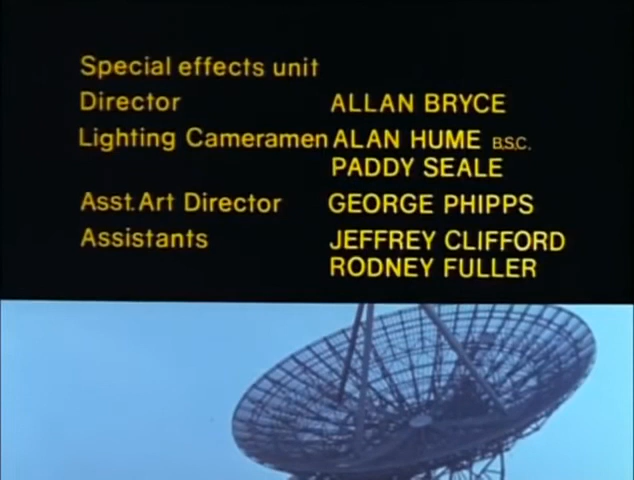 Special effects unit
Director ALLAN BRYCE
Lighting Cameramen ALAN HUME B.S.C.
PADDY SEALE
Asst. Art Director GEORGE PHIPPS
Assistants JEFFREY CLIFFORD
RODNEY FULLER